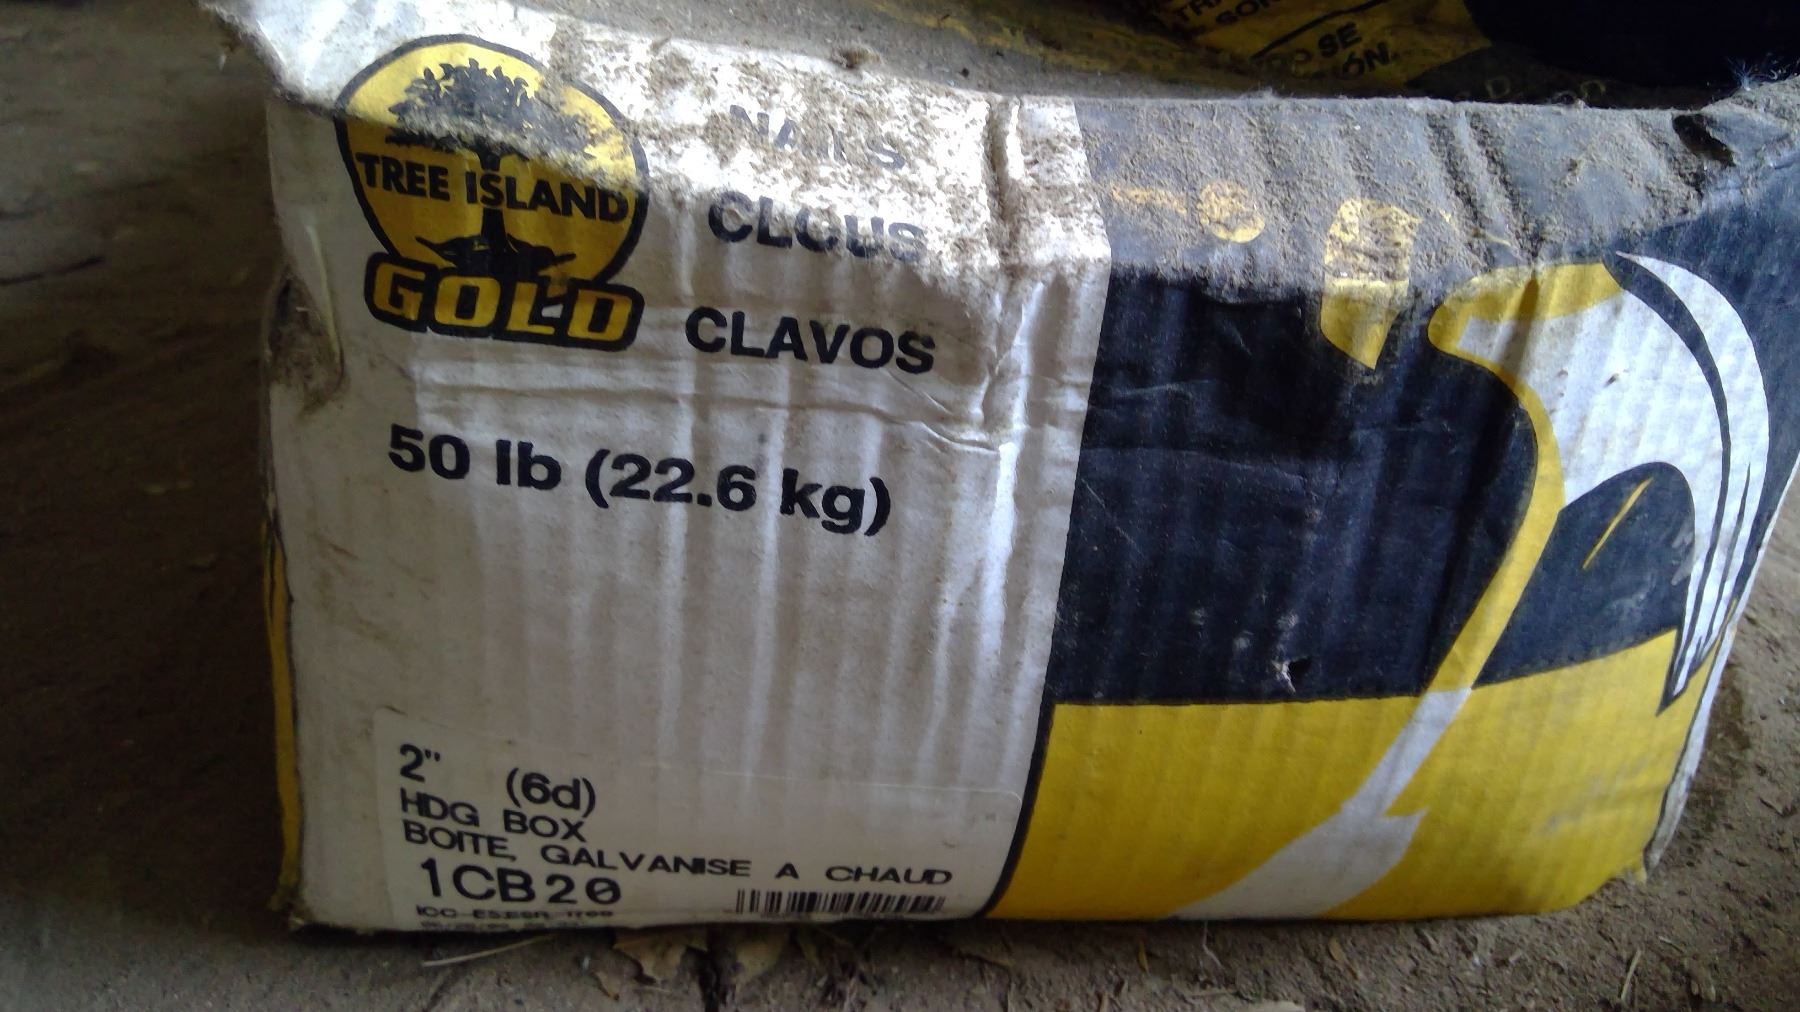 TREE ISLAND
GOLD
NAILS
CLOUS
CLAVOS
50 lb (22.6 kg)
2" (6d)
HDG BOX
BOITE, GALVANISE A CHAUD
1CB20
SE